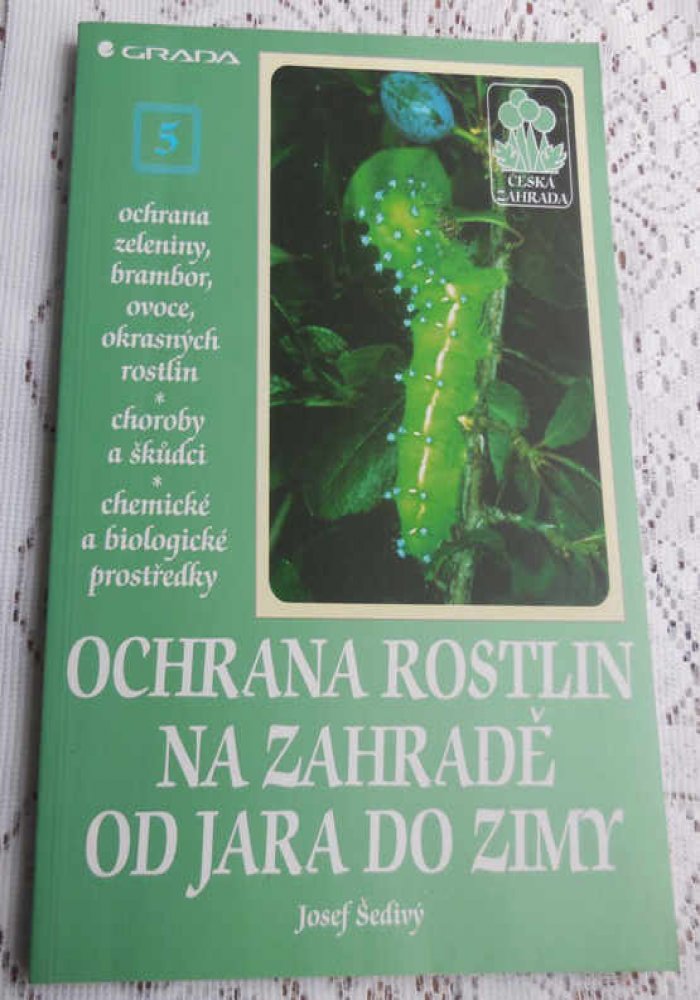 GRADA
5
ČESKÁ
ZAHRADA
ochrana
zeleniny,
brambor,
ovoce,
okrasných
rostlin
*
choroby
a škůdci
*
chemické
a biologické
prostředky
OCHRANA ROSTLIN
NA ZAHRADĚ
OD JARA DO ZIMY
Josef Šedivý